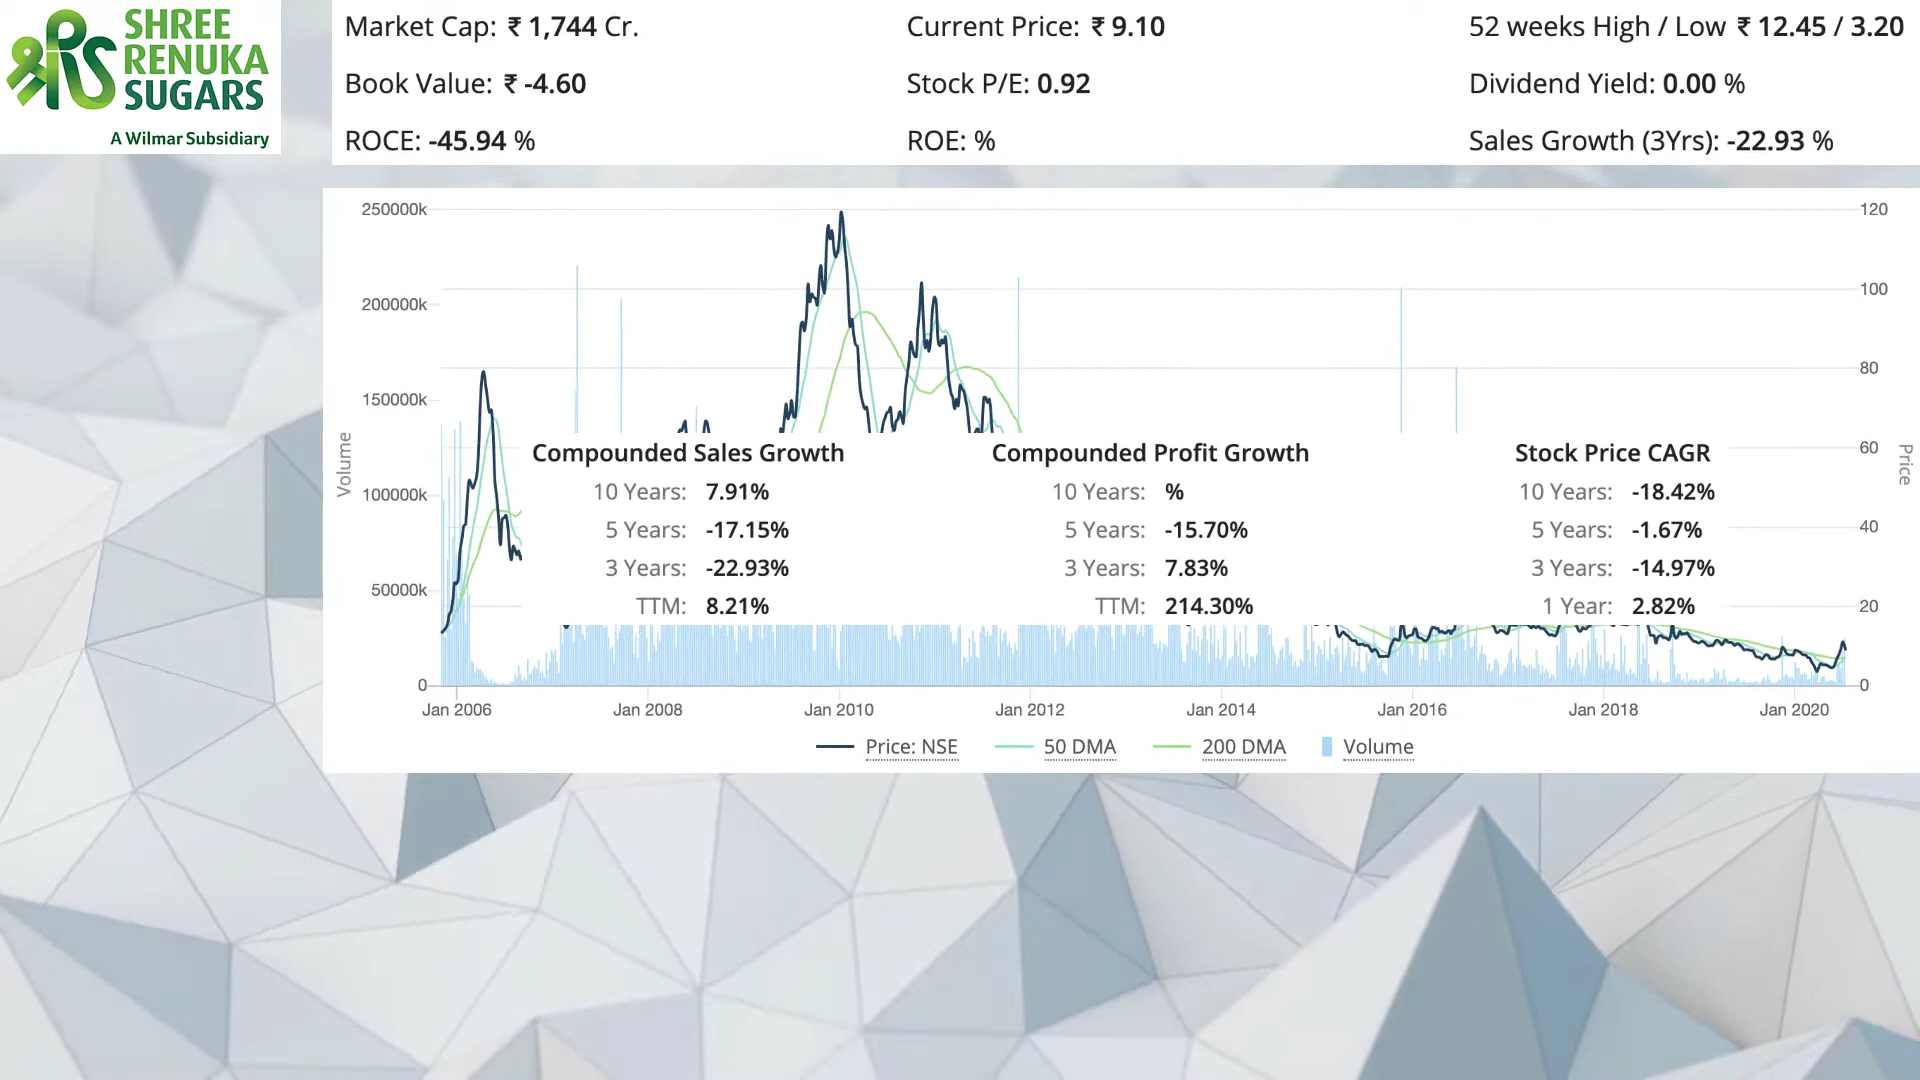 SHREE
RENUKA
SUGARS
A Wilmar Subsidiary
Market Cap: ₹ 1,744 Cr.
Current Price: ₹ 9.10
52 weeks High / Low ₹ 12.45 / 3.20
Book Value: ₹ -4.60
Stock P/E: 0.92
Dividend Yield: 0.00 %
ROCE: -45.94 %
ROE: %
Sales Growth (3Yrs): -22.93 %
250000k
200000k
150000k
100000k
50000k
0
Volume
120
100
80
60
40
20
0
Price
Compounded Sales Growth
10 Years: 7.91%
5 Years: -17.15%
3 Years: -22.93%
TTM: 8.21%
Compounded Profit Growth
10 Years: %
5 Years: -15.70%
3 Years: 7.83%
TTM: 214.30%
Stock Price CAGR
10 Years: -18.42%
5 Years: -1.67%
3 Years: -14.97%
1 Year: 2.82%
Jan 2006 Jan 2008 Jan 2010 Jan 2012 Jan 2014 Jan 2016 Jan 2018 Jan 2020
Price: NSE 50 DMA 200 DMA Volume